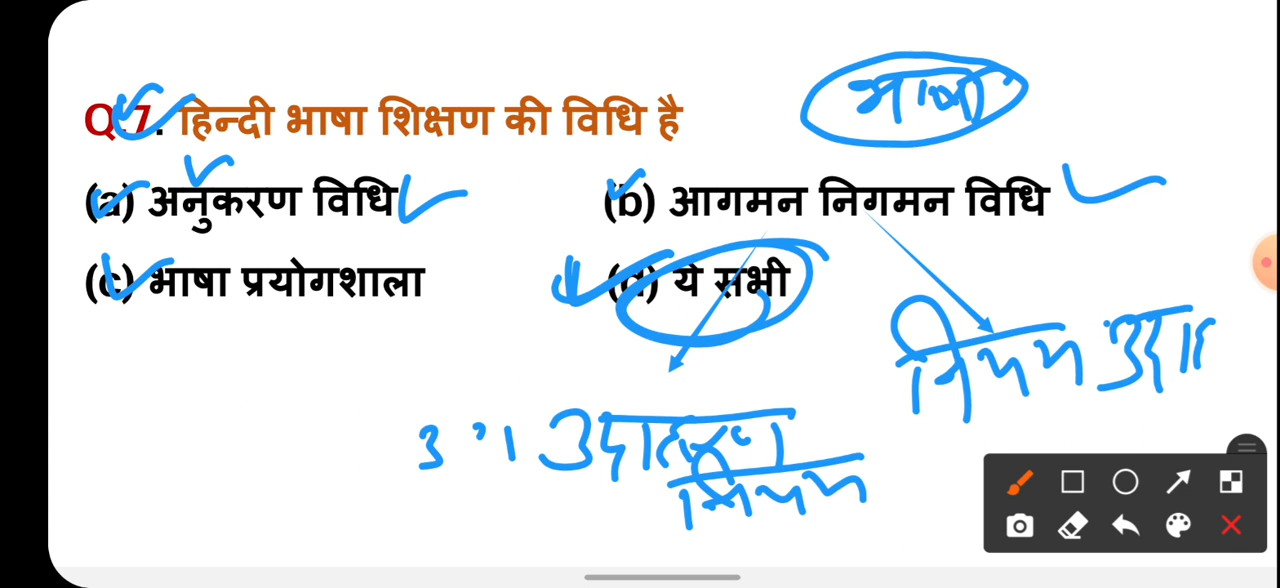 Q.7. हिन्दी भाषा शिक्षण की विधि है
भाषा
(a) अनुकरण विधि
(b) आगमन निगमन विधि
(c) भाषा प्रयोगशाला
(d) ये सभी
नियम
उदाहरण
नियम